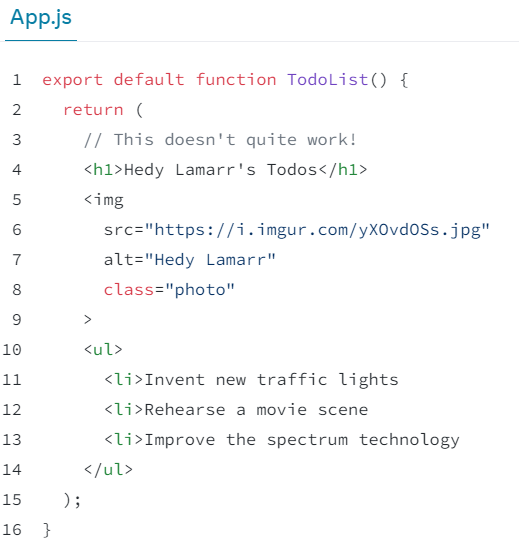 App.js
1 export default function TodoList() {
2   return (
3     // This doesn't quite work!
4     <h1>Hedy Lamarr's Todos</h1>
5     <img
6       src="https://i.imgur.com/yXOvdOSs.jpg"
7       alt="Hedy Lamarr"
8       class="photo"
9     >
10     <ul>
11       <li>Invent new traffic lights
12       <li>Rehearse a movie scene
13       <li>Improve the spectrum technology
14     </ul>
15   );
16 }